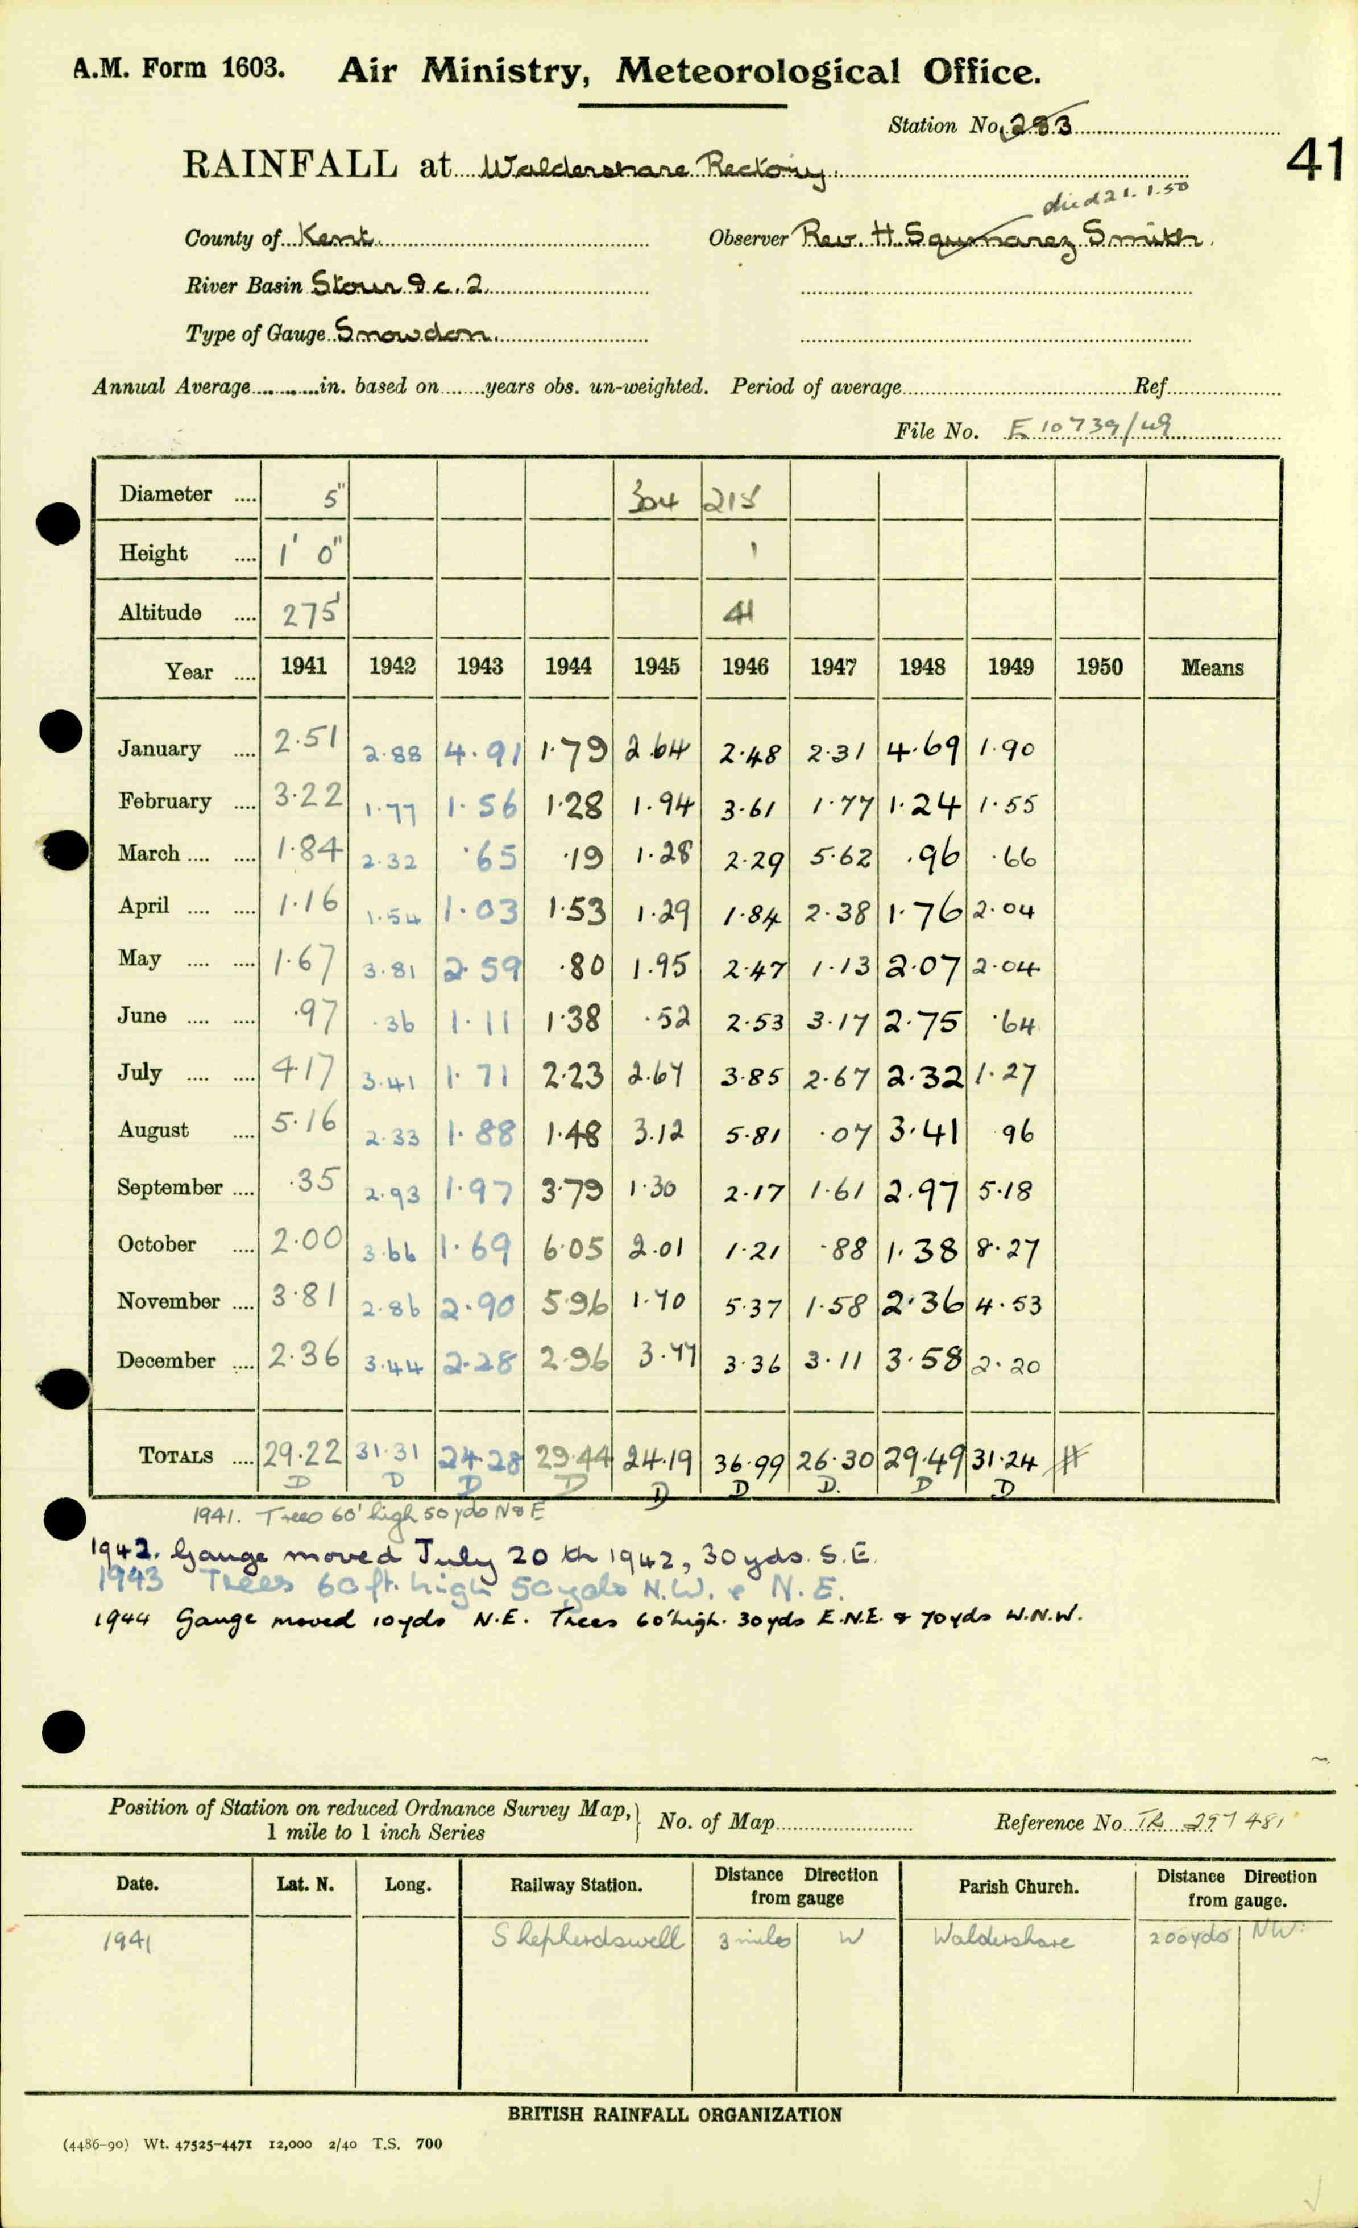 A.M. Form 1603. Air Ministry, Meteorological Office.
Station No. 283
41
RAINFALL at Waldershare Rectory.
died 21.1.50
County of Kent Observer Rev. H. Saumarez Smith.
River Basin Stour 9 c. 2
Type of Gauge Snowdon
Annual Average in. based on years obs. un-weighted. Period of average Ref.
File No. E 10739/49
Diameter 5" 304 215
Height 1' 0" 1
Altitude 275' 41
Year 1941 1942 1943 1944 1945 1946 1947 1948 1949 1950 Means
January 2.51 2.88 4.91 1.79 2.64 2.48 2.31 4.69 1.90
February 3.22 1.77 1.56 1.28 1.94 3.61 1.77 1.24 1.55
March 1.84 2.32 .65 .19 1.28 2.29 5.62 .96 .66
April 1.16 1.54 1.03 1.53 1.29 1.84 2.38 1.76 2.04
May 1.67 3.81 2.59 .80 1.95 2.47 1.13 2.07 2.04
June .97 .36 1.11 1.38 .52 2.53 3.17 2.75 .64
July 4.17 3.41 1.71 2.23 2.67 3.85 2.67 2.32 1.27
August 5.16 2.33 1.88 1.48 3.12 5.81 .07 3.41 .96
September .35 2.93 1.97 3.79 1.30 2.17 1.61 2.97 5.18
October 2.00 3.66 1.69 6.05 2.01 1.21 .88 1.38 8.27
November 3.81 2.86 2.90 5.96 1.70 5.37 1.58 2.36 4.53
December 2.36 3.44 2.28 2.96 3.77 3.36 3.11 3.58 2.20
TOTALS 29.22 31.31 24.28 29.44 24.19 36.99 26.30 29.49 31.24
D D D D D D D. D D
1941. Trees 60' high 50 yds N & E
1942. Gauge moved July 20th 1942, 30 yds. S.E.
1943 Trees 60 ft. high 50 yds N.W. & N.E.
1944 Gauge moved 10 yds N.E. Trees 60' high. 30 yds E.N.E. & 70 yds W.N.W.
Position of Station on reduced Ordnance Survey Map, 1 mile to 1 inch Series No. of Map Reference No. TR 297 481
Date. Lat. N. Long. Railway Station. Distance Direction from gauge Parish Church. Distance Direction from gauge.
1941 Shepherdswell 3 miles W Waldershare 200 yds NW
BRITISH RAINFALL ORGANIZATION
(4486-90) Wt. 47525-4471 12,000 2/40 T.S. 700